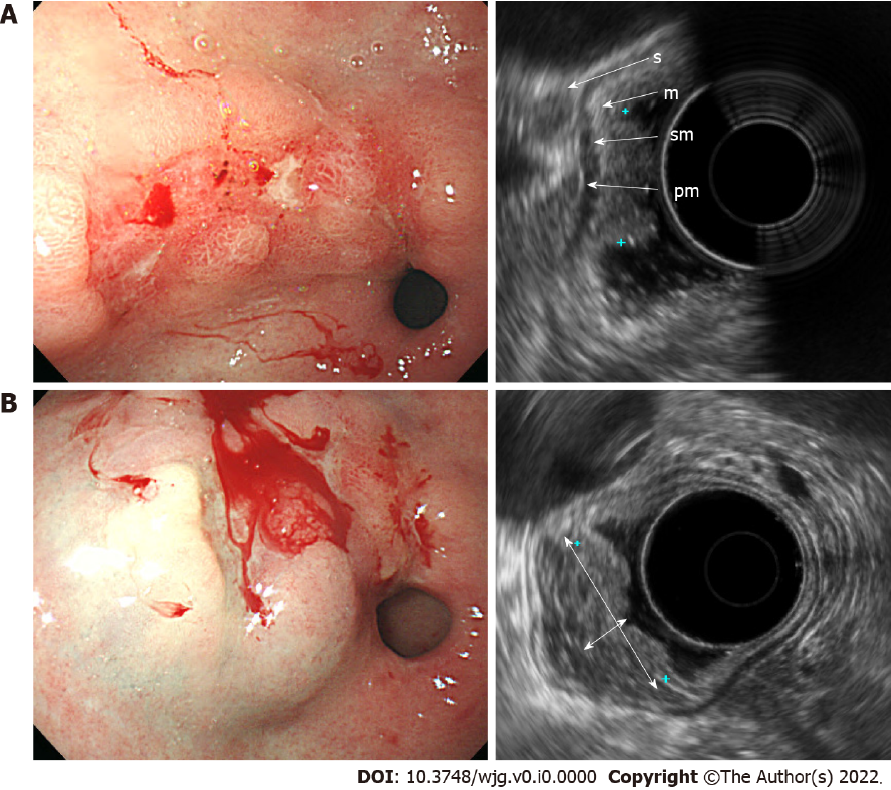 A
s
m
sm
pm
B
DOI: 10.3748/wjg.v0.i0.0000 Copyright ©The Author(s) 2022.